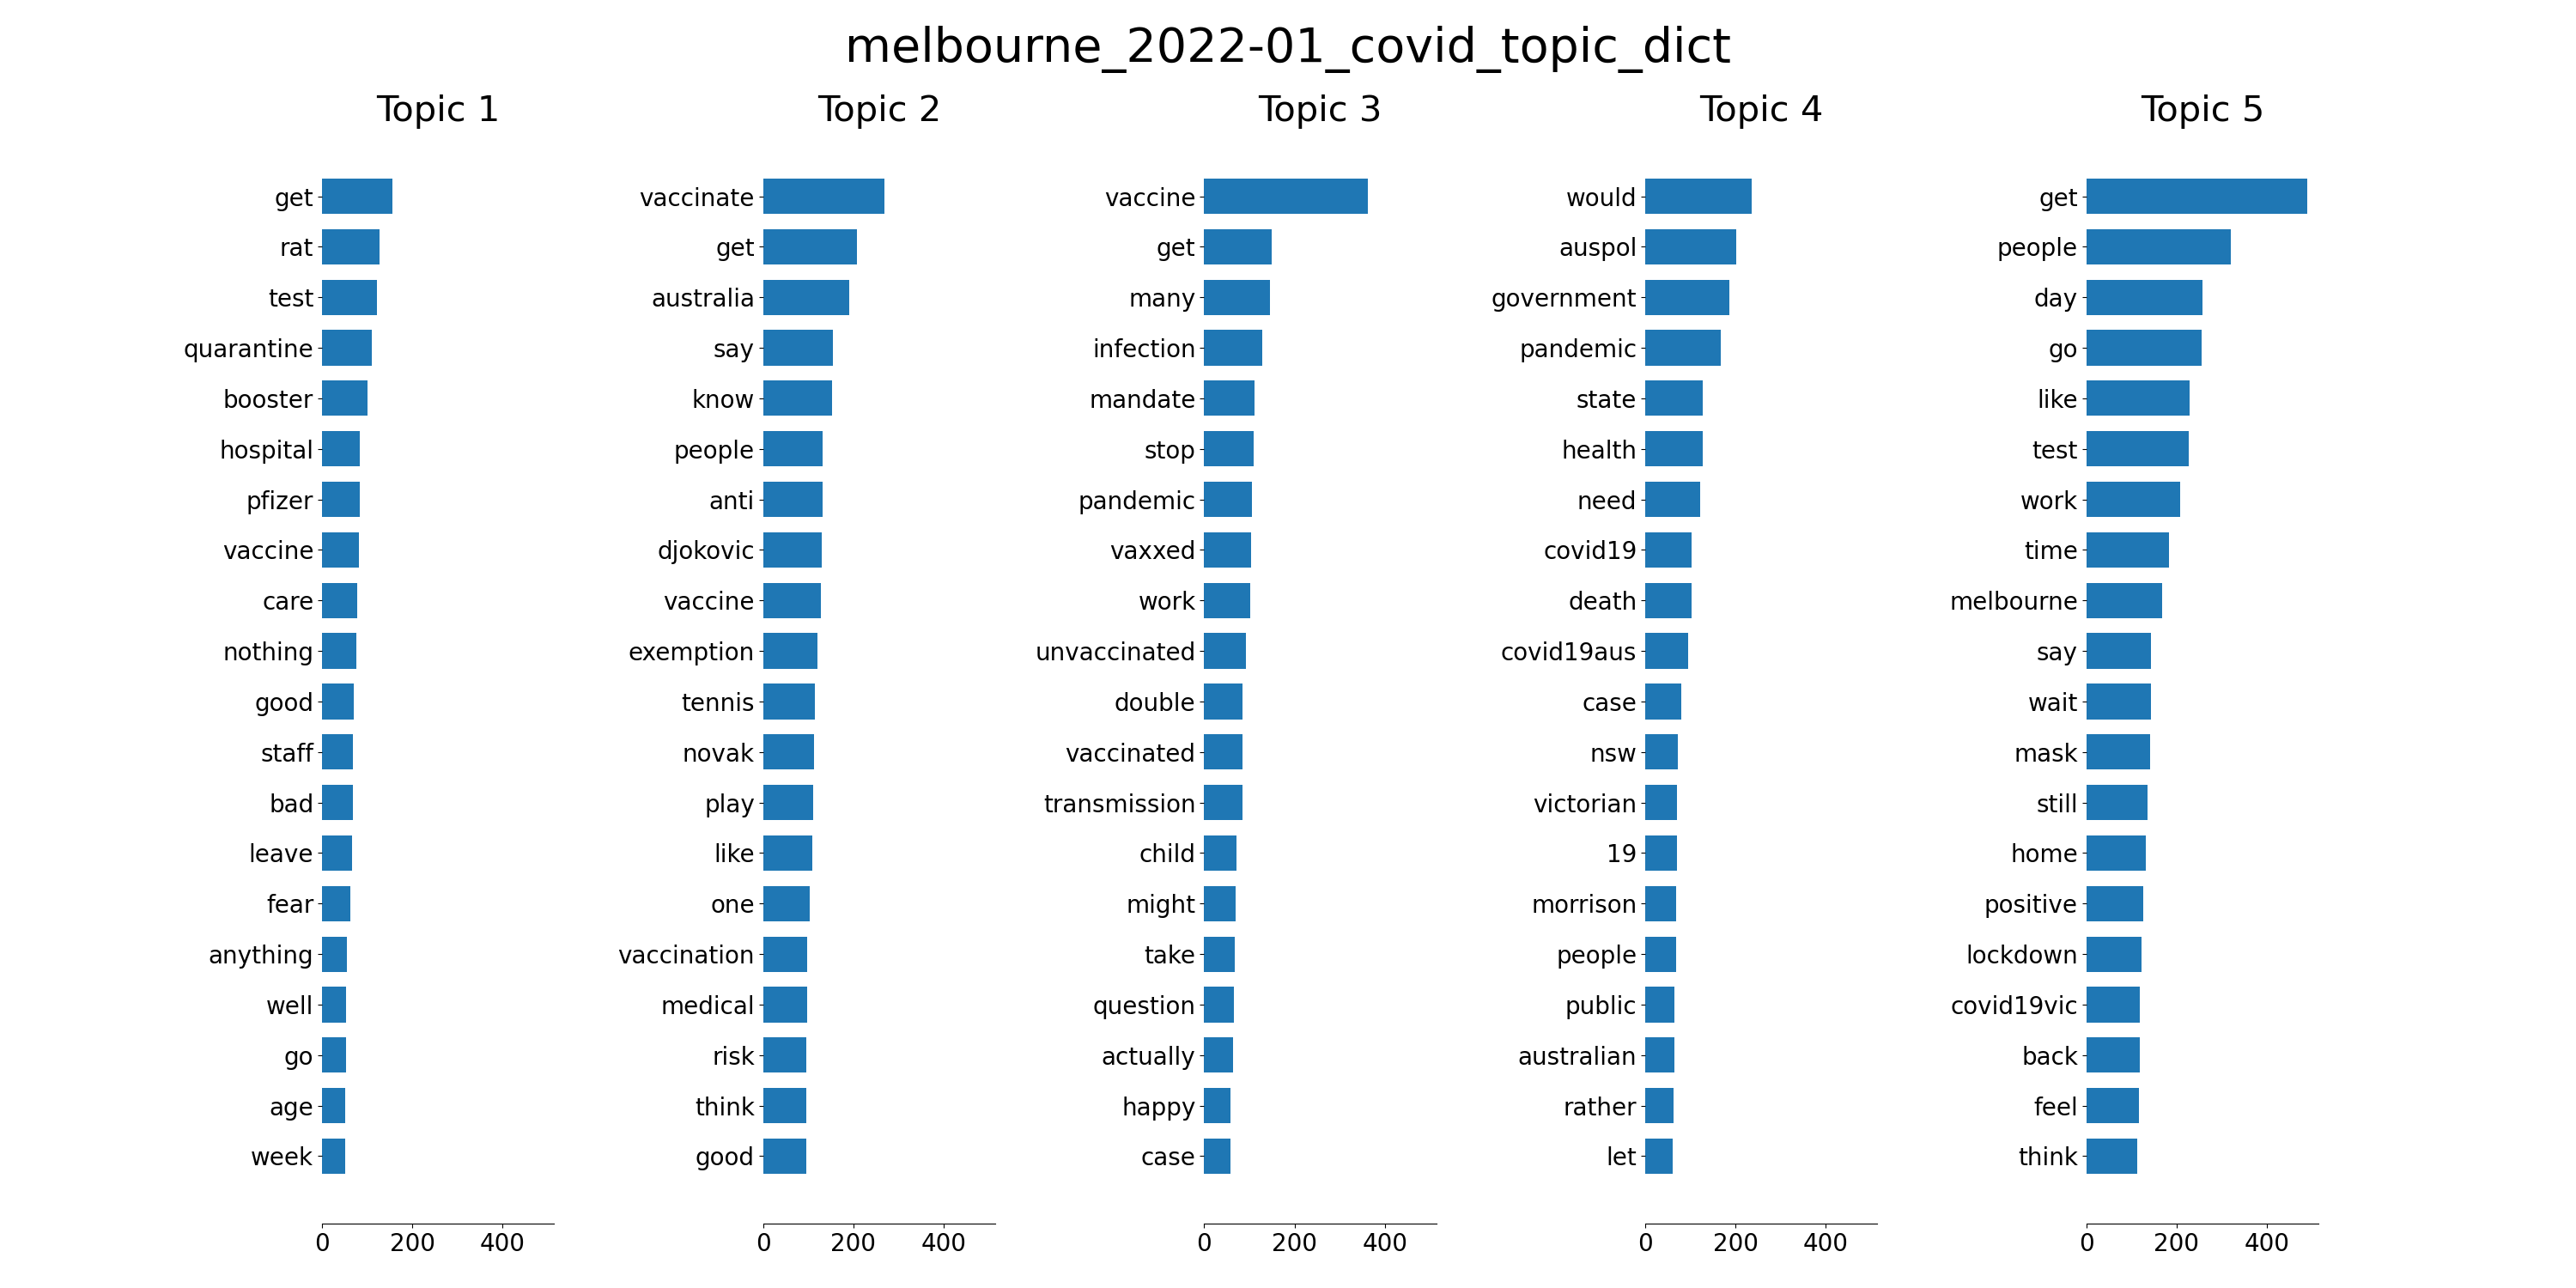 melbourne_2022-01_covid_topic_dict
Topic 1
get
rat
test
quarantine
booster
hospital
pfizer
vaccine
care
nothing
good
staff
bad
leave
fear
anything
well
go
age
week
0 200 400
Topic 2
vaccinate
get
australia
say
know
people
anti
djokovic
vaccine
exemption
tennis
novak
play
like
one
vaccination
medical
risk
think
good
0 200 400
Topic 3
vaccine
get
many
infection
mandate
stop
pandemic
vaxxed
work
unvaccinated
double
vaccinated
transmission
child
might
take
question
actually
happy
case
0 200 400
Topic 4
would
auspol
government
pandemic
state
health
need
covid19
death
covid19aus
case
nsw
victorian
19
morrison
people
public
australian
rather
let
0 200 400
Topic 5
get
people
day
go
like
test
work
time
melbourne
say
wait
mask
still
home
positive
lockdown
covid19vic
back
feel
think
0 200 400